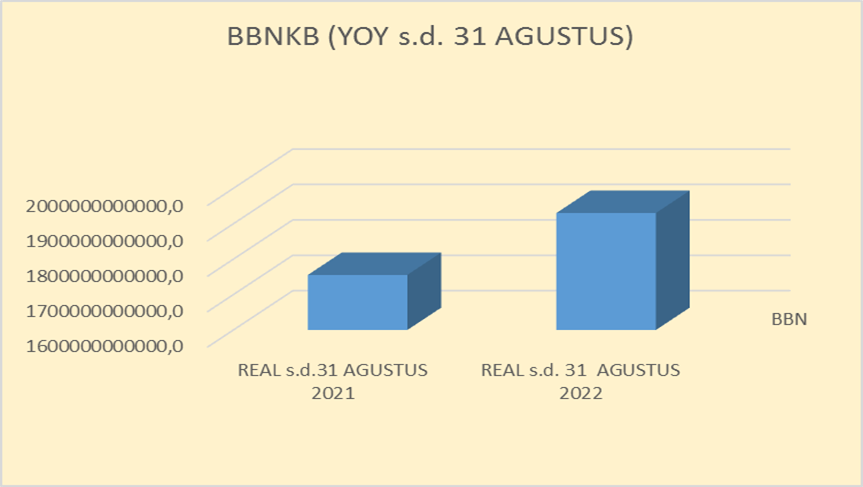 BBNKB (YOY s.d. 31 AGUSTUS)
2000000000000,0
1900000000000,0
1800000000000,0
1700000000000,0
1600000000000,0
BBN
REAL s.d.31 AGUSTUS
2021
REAL s.d. 31  AGUSTUS
2022